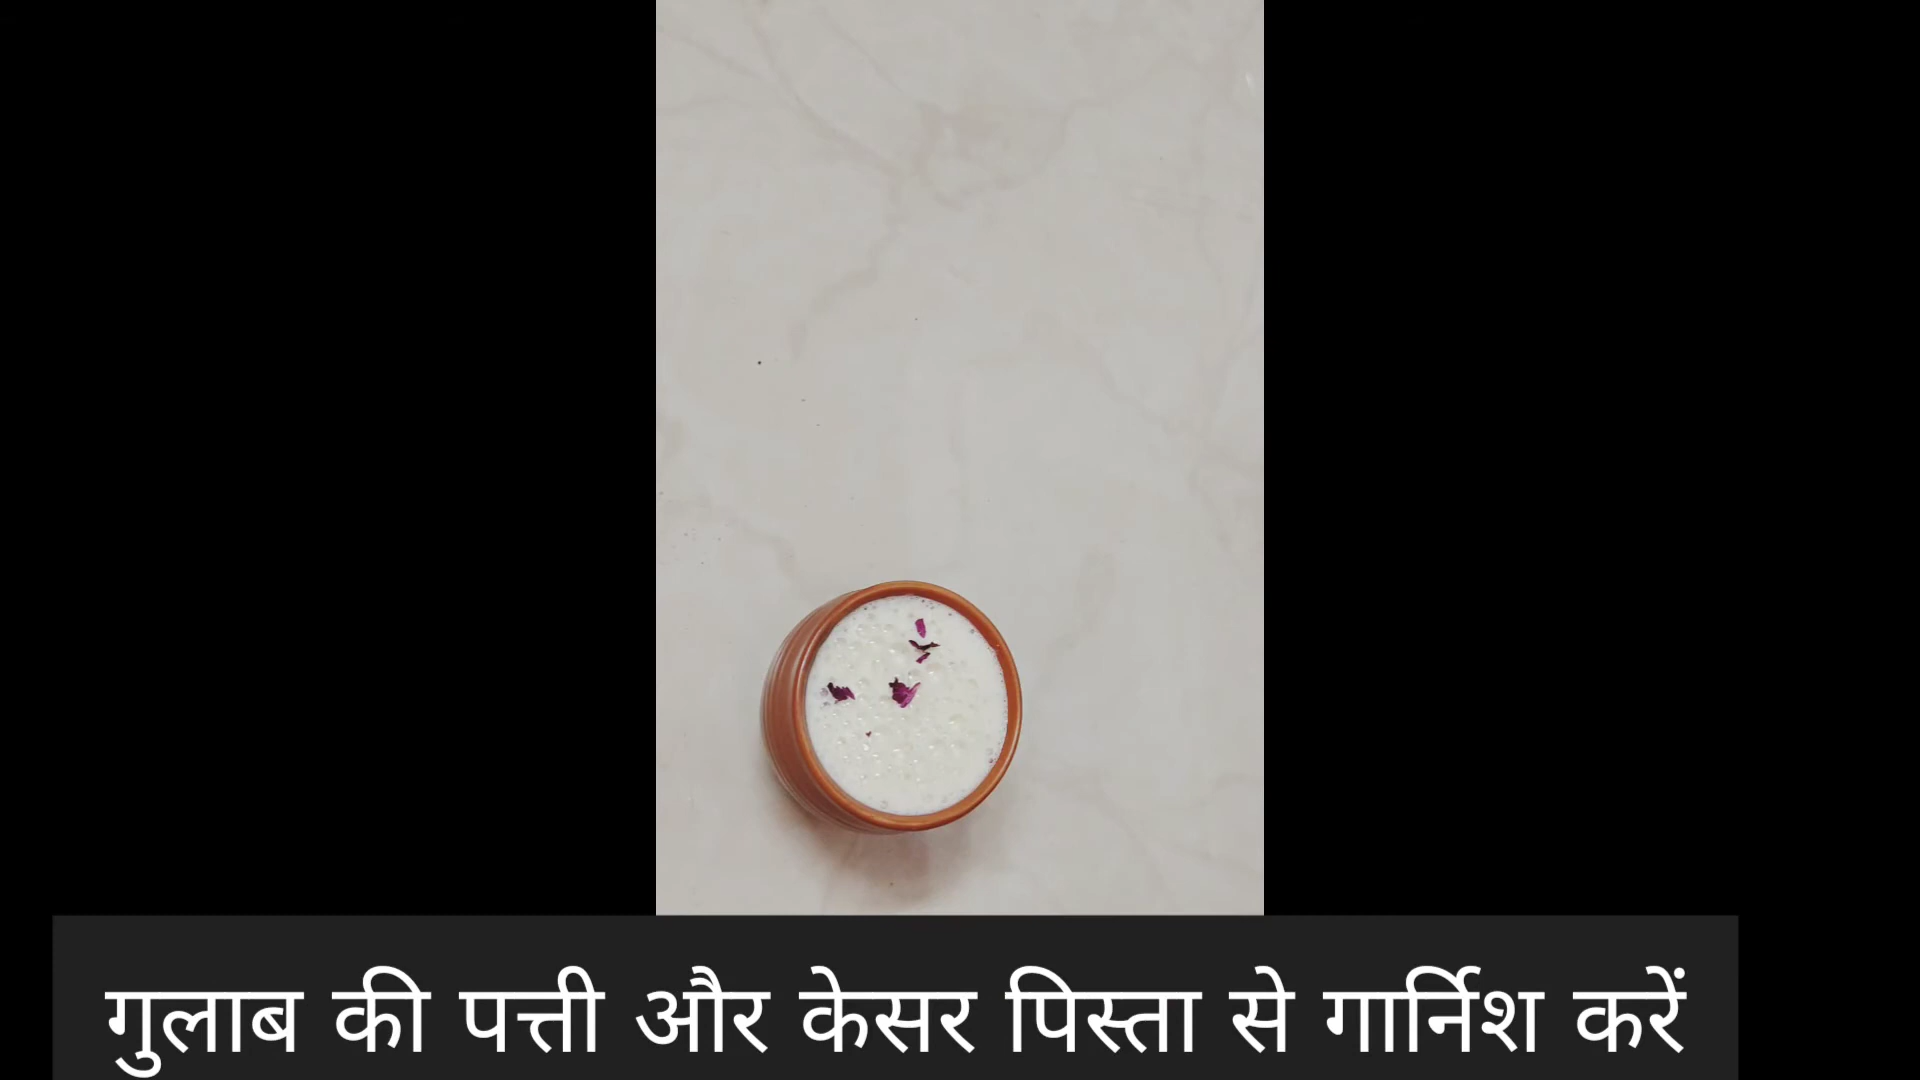 गुलाब की पत्ती और केसर पिस्ता से गार्निश करें